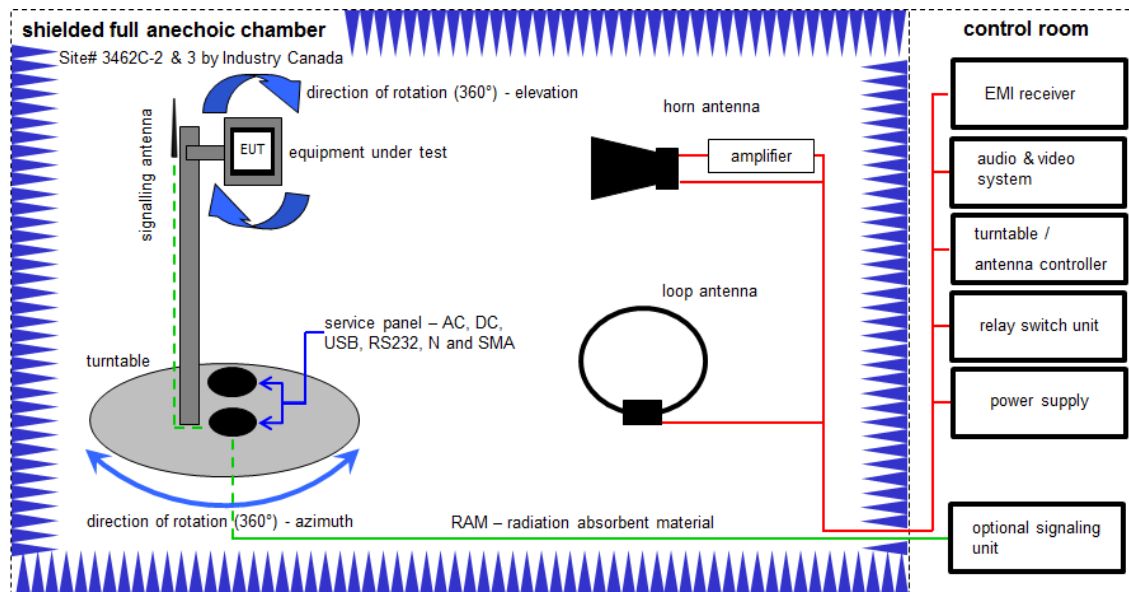 shielded full anechoic chamber
Site# 3462C-2 & 3 by Industry Canada
direction of rotation (360°) - elevation
signalling antenna
EUT
equipment under test
horn antenna
amplifier
loop antenna
service panel – AC, DC,
USB, RS232, N and SMA
turntable
direction of rotation (360°) - azimuth
RAM – radiation absorbent material
control room
EMI receiver
audio & video
system
turntable /
antenna controller
relay switch unit
power supply
optional signaling
unit